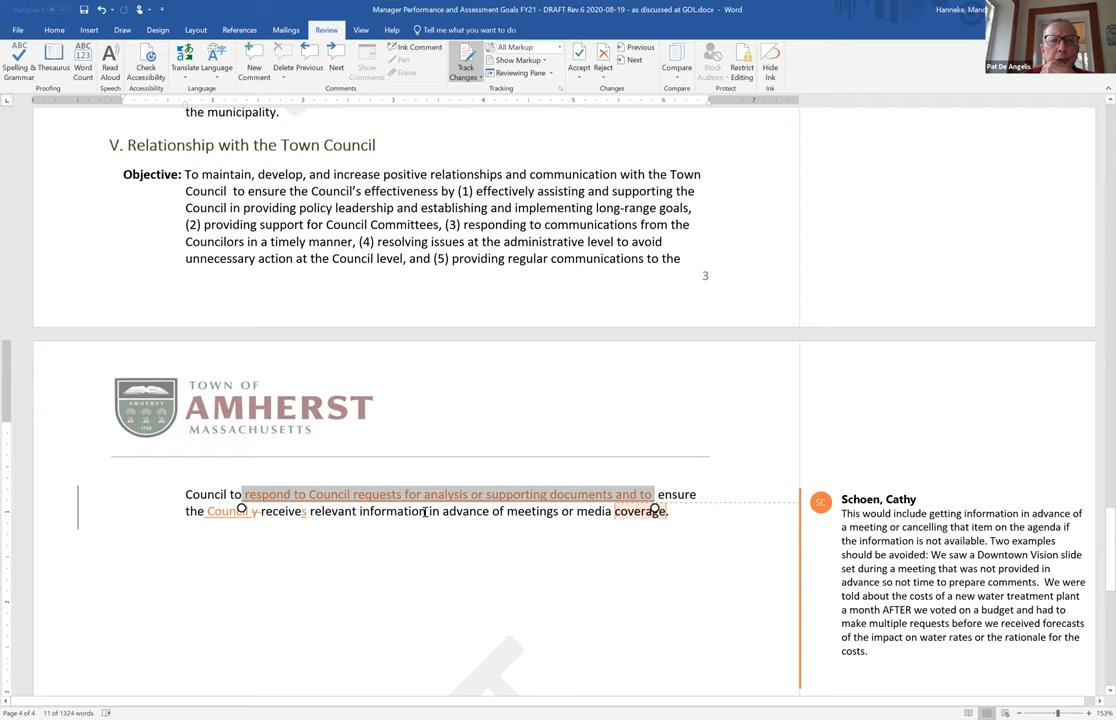 AutoSave
Manager Performance and Assessment Goals FY21 - DRAFT Rev.6 2020-08-19 - as discussed at GOL.docx - Word
Hanneke, Mand
File Home Insert Draw Design Layout References Mailings Review View Help Tell me what you want to do
Spelling & Grammar
Thesaurus
Word Count
Read Aloud
Check Accessibility
Translate
Language
New Comment
Delete
Previous
Next
Show Comments
Ink Comment
Pen
Eraser
Track Changes
All Markup
Show Markup
Reviewing Pane
Accept
Reject
Previous
Next
Compare
Block Authors
Restrict Editing
Hide Ink
Proofing Speech Accessibility Language Comments Tracking Changes Compare Protect Ink
Pat De Angelis
the municipality.
V. Relationship with the Town Council
Objective: To maintain, develop, and increase positive relationships and communication with the Town
Council to ensure the Council's effectiveness by (1) effectively assisting and supporting the
Council in providing policy leadership and establishing and implementing long-range goals,
(2) providing support for Council Committees, (3) responding to communications from the
Councilors in a timely manner, (4) resolving issues at the administrative level to avoid
unnecessary action at the Council level, and (5) providing regular communications to the
3
TOWN OF
AMHERST
MASSACHUSETTS
Council to respond to Council requests for analysis or supporting documents and to ensure
the Council y receives relevant information in advance of meetings or media coverage.
SC
Schoen, Cathy
This would include getting information in advance of
a meeting or cancelling that item on the agenda if
the information is not available. Two examples
should be avoided: We saw a Downtown Vision slide
set during a meeting that was not provided in
advance so not time to prepare comments. We were
told about the costs of a new water treatment plant
a month AFTER we voted on a budget and had to
make multiple requests before we received forecasts
of the impact on water rates or the rationale for the
costs.
Page 4 of 4 11 of 1324 words
153%